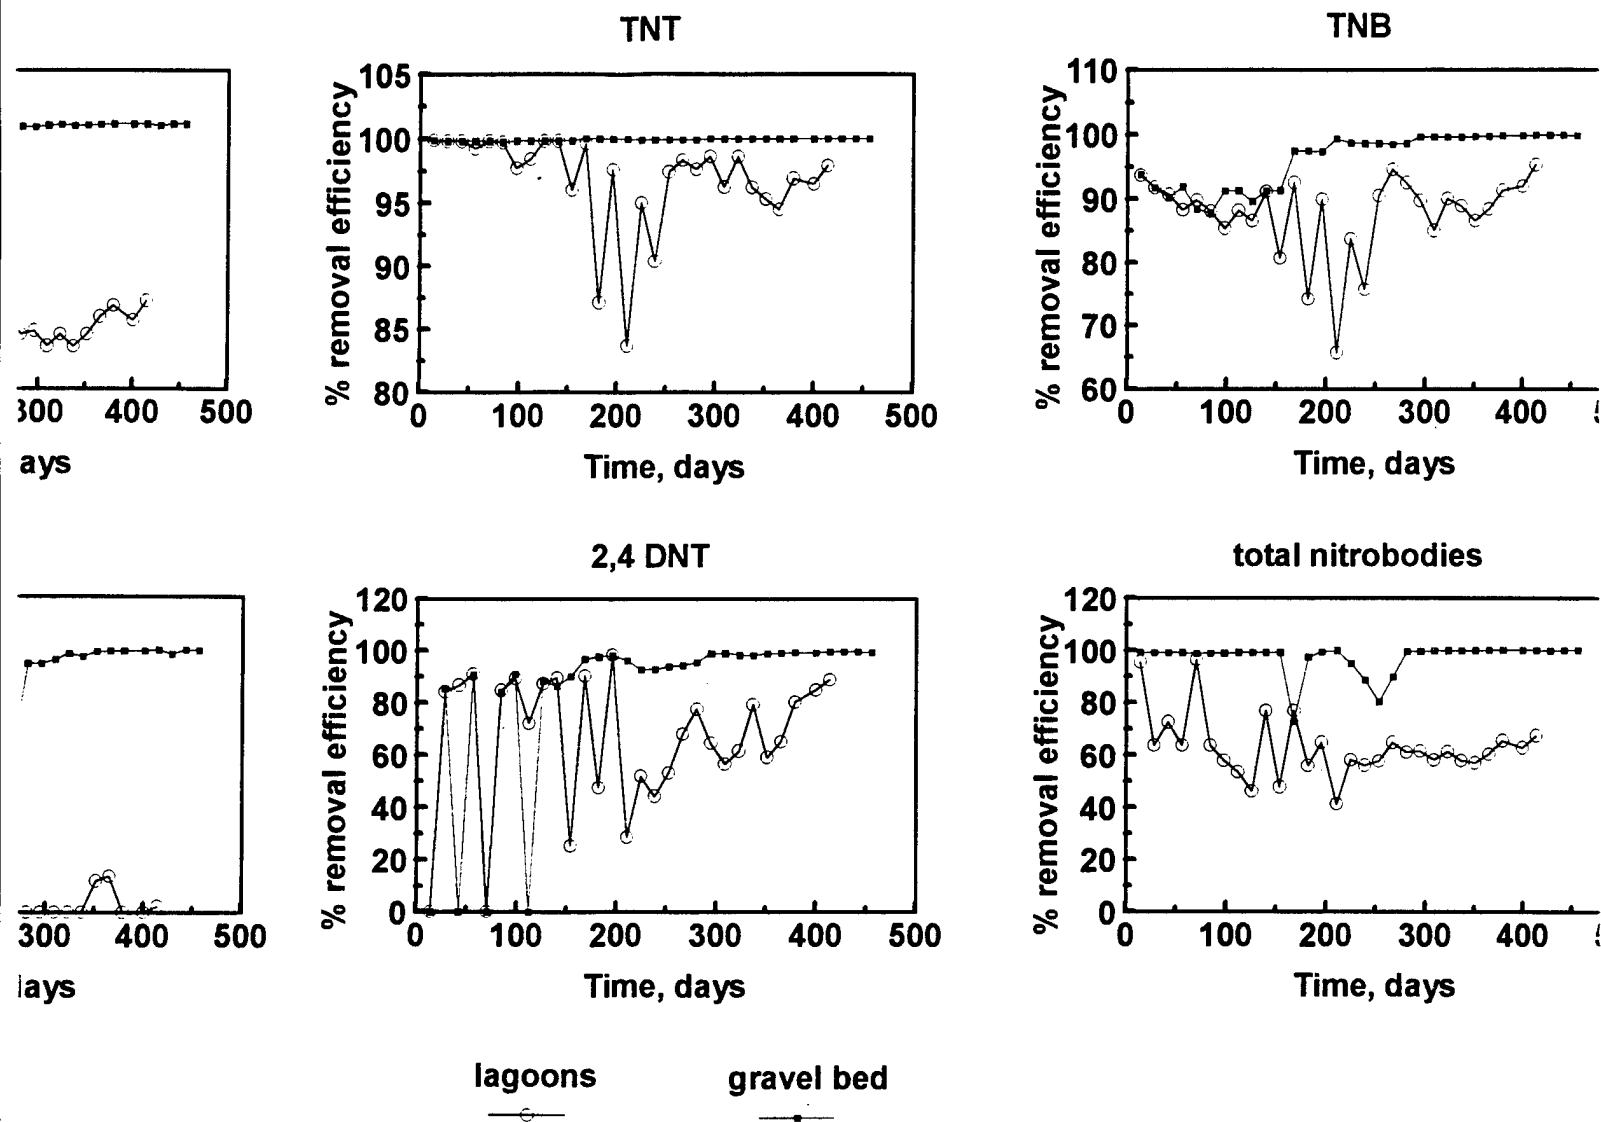 TNT
TNB
105
100
95
90
85
80
% removal efficiency
110
100
90
80
70
60
% removal efficiency
400 500
0 100 200 300 400 500
0 100 200 300 400
Time, days
Time, days
2,4 DNT
total nitrobodies
120
100
80
60
40
20
0
% removal efficiency
120
100
80
60
40
20
0
% removal efficiency
300 400 500
0 100 200 300 400 500
0 100 200 300 400
Time, days
Time, days
lagoons
gravel bed